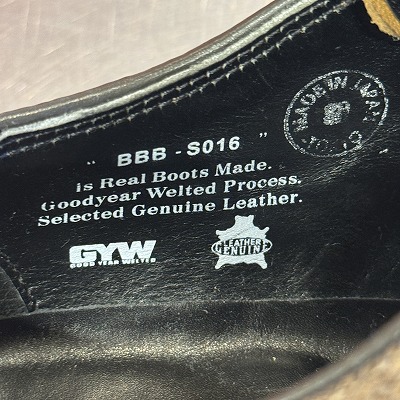 MADE IN JAPAN
" BBB - S016 "
is Real Boots Made.
Goodyear Welted Process.
Selected Genuine Leather.
GYW
GOOD YEAR WELTED
LEATHER
GENUINE